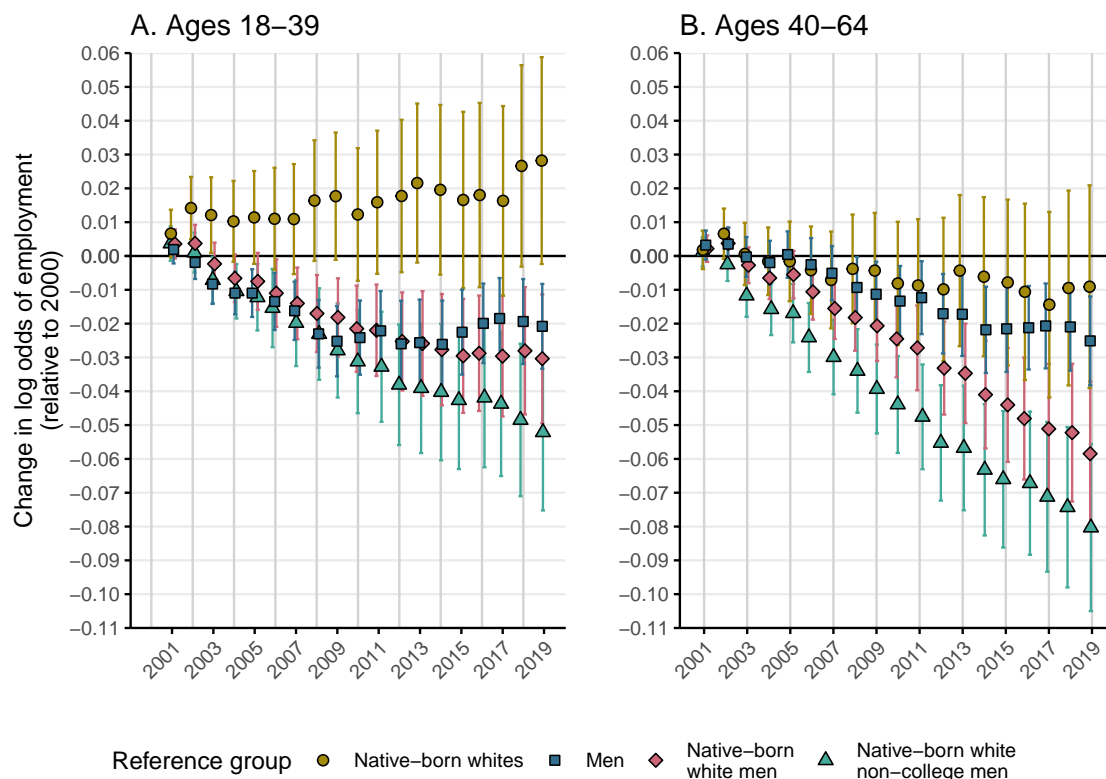 A. Ages 18–39
B. Ages 40–64
Change in log odds of employment
(relative to 2000)
0.06
0.05
0.04
0.03
0.02
0.01
0.00
−0.01
−0.02
−0.03
−0.04
−0.05
−0.06
−0.07
−0.08
−0.09
−0.10
−0.11
0.06
0.05
0.04
0.03
0.02
0.01
0.00
−0.01
−0.02
−0.03
−0.04
−0.05
−0.06
−0.07
−0.08
−0.09
−0.10
−0.11
2001 2003 2005 2007 2009 2011 2013 2015 2017 2019
2001 2003 2005 2007 2009 2011 2013 2015 2017 2019
Reference group
Native−born whites
Men
Native−born
white men
Native−born white
non−college men